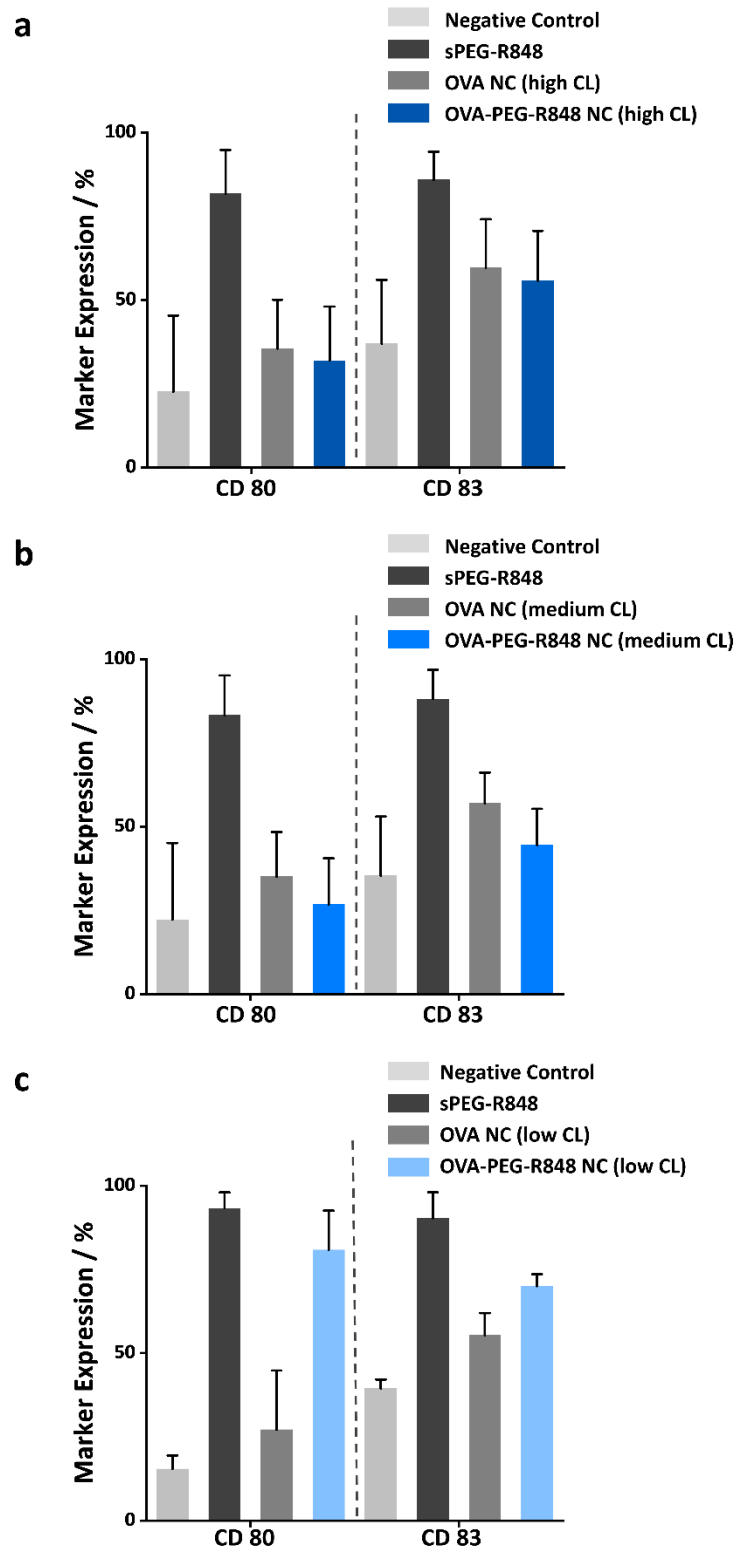 a
Negative Control
sPEG-R848
OVA NC (high CL)
OVA-PEG-R848 NC (high CL)
Marker Expression / %
100
50
0
CD 80
CD 83
b
Negative Control
sPEG-R848
OVA NC (medium CL)
OVA-PEG-R848 NC (medium CL)
Marker Expression / %
100
50
0
CD 80
CD 83
c
Negative Control
sPEG-R848
OVA NC (low CL)
OVA-PEG-R848 NC (low CL)
Marker Expression / %
100
50
0
CD 80
CD 83